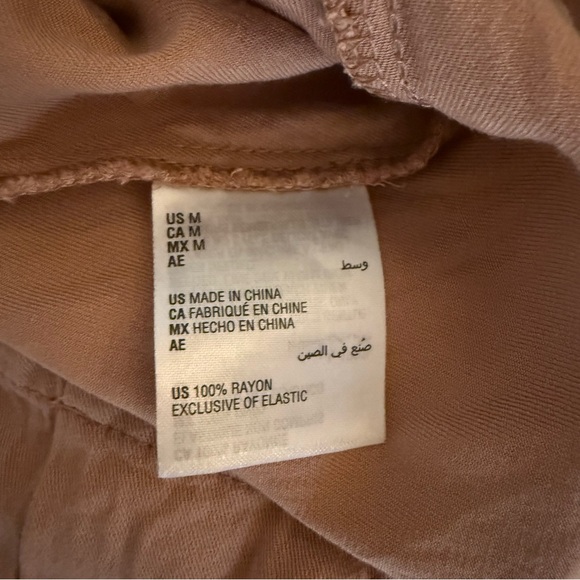 US M
CA M
MX M
AE
وسط
US MADE IN CHINA
CA FABRIQUÉ EN CHINE
MX HECHO EN CHINA
AE
صُنع في الصين
US 100% RAYON
EXCLUSIVE OF ELASTIC